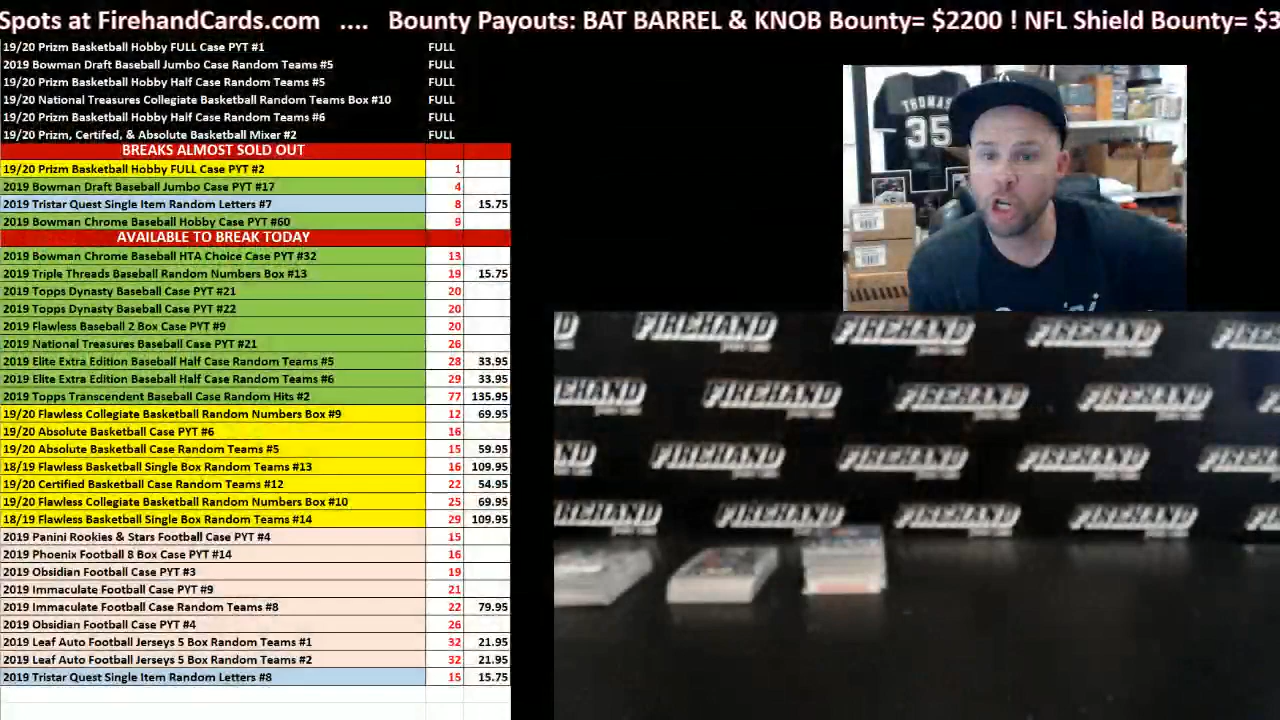 Spots at FirehandCards.com .... Bounty Payouts: BAT BARREL & KNOB Bounty= $2200 ! NFL Shield Bounty= $3
19/20 Prizm Basketball Hobby FULL Case PYT #1 FULL
2019 Bowman Draft Baseball Jumbo Case Random Teams #5 FULL
19/20 Prizm Basketball Hobby Half Case Random Teams #5 FULL
19/20 National Treasures Collegiate Basketball Random Teams Box #10 FULL
19/20 Prizm Basketball Hobby Half Case Random Teams #6 FULL
19/20 Prizm, Certifed, & Absolute Basketball Mixer #2 FULL
BREAKS ALMOST SOLD OUT
19/20 Prizm Basketball Hobby FULL Case PYT #2 1
2019 Bowman Draft Baseball Jumbo Case PYT #17 4
2019 Tristar Quest Single Item Random Letters #7 8 15.75
2019 Bowman Chrome Baseball Hobby Case PYT #60 9
AVAILABLE TO BREAK TODAY
2019 Bowman Chrome Baseball HTA Choice Case PYT #32 13
2019 Triple Threads Baseball Random Numbers Box #13 19 15.75
2019 Topps Dynasty Baseball Case PYT #21 20
2019 Topps Dynasty Baseball Case PYT #22 20
2019 Flawless Baseball 2 Box Case PYT #9 20
2019 National Treasures Baseball Case PYT #21 26
2019 Elite Extra Edition Baseball Half Case Random Teams #5 28 33.95
2019 Elite Extra Edition Baseball Half Case Random Teams #6 29 33.95
2019 Topps Transcendent Baseball Case Random Hits #2 77 135.95
19/20 Flawless Collegiate Basketball Random Numbers Box #9 12 69.95
19/20 Absolute Basketball Case PYT #6 16
19/20 Absolute Basketball Case Random Teams #5 15 59.95
18/19 Flawless Basketball Single Box Random Teams #13 16 109.95
19/20 Certified Basketball Case Random Teams #12 22 54.95
19/20 Flawless Collegiate Basketball Random Numbers Box #10 25 69.95
18/19 Flawless Basketball Single Box Random Teams #14 29 109.95
2019 Panini Rookies & Stars Football Case PYT #4 15
2019 Phoenix Football 8 Box Case PYT #14 16
2019 Obsidian Football Case PYT #3 19
2019 Immaculate Football Case PYT #9 21
2019 Immaculate Football Case Random Teams #8 22 79.95
2019 Obsidian Football Case PYT #4 26
2019 Leaf Auto Football Jerseys 5 Box Random Teams #1 32 21.95
2019 Leaf Auto Football Jerseys 5 Box Random Teams #2 32 21.95
2019 Tristar Quest Single Item Random Letters #8 15 15.75
THOMAS
35
FIREHAND FIREHAND FIREHAND
FIREHAND FIREHAND FIREHAND FIREHAND
FIREHAND FIREHAND FIREHAND
FIREHAND FIREHAND FIREHAND FIREHAND